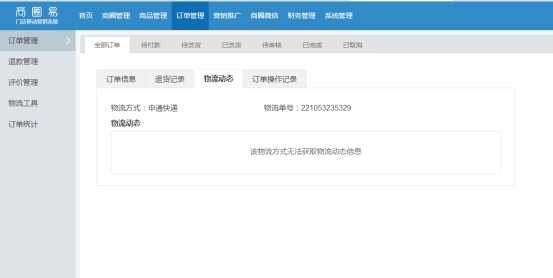 商圈易
门店移动营销系统
首页 商圈管理 商品管理 订单管理 营销推广 商圈微信 财务管理 系统管理
订单管理
退款管理
评价管理
物流工具
订单统计
全部订单 待付款 待发货 已发货 待审核 已完成 已取消
订单信息 退货记录 物流动态 订单操作记录
物流方式：申通快递 物流单号：221053235329
物流动态
该物流方式无法获取物流动态信息